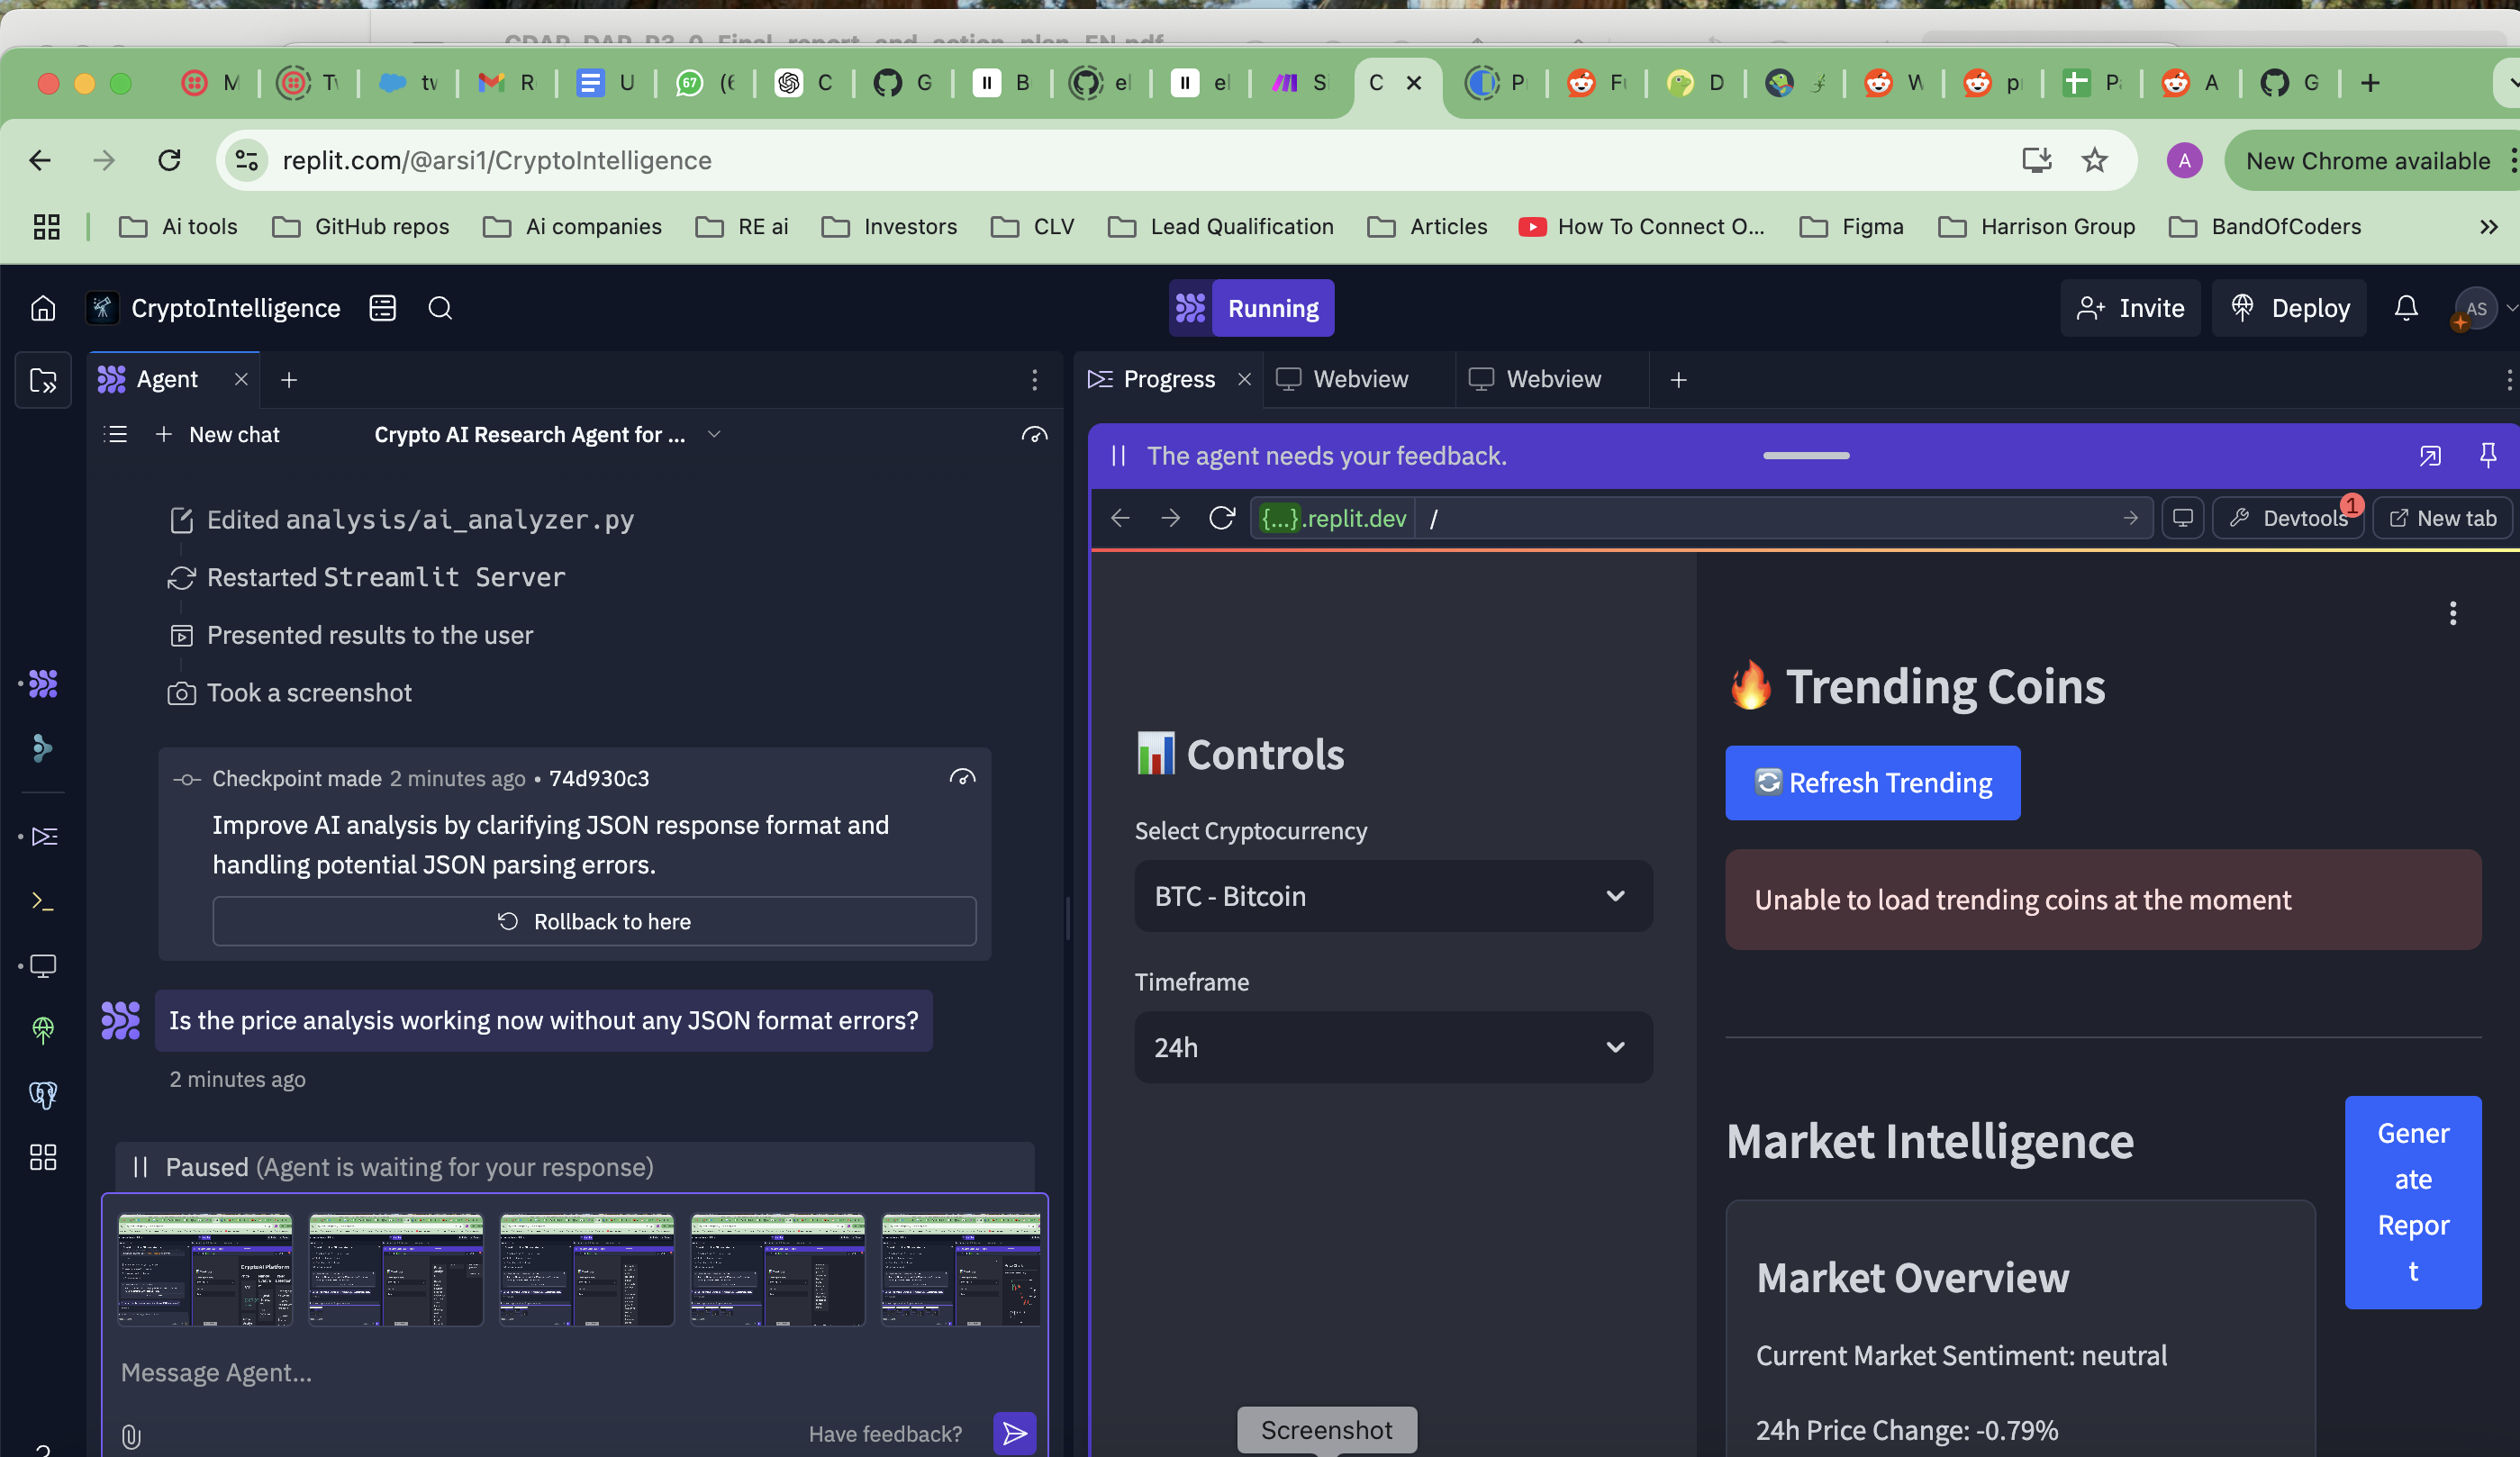 M
Tv
tv
R
U
(6
C
G
B
el
el
S
C
P
Fu
D
W
p
Pa
A
G
replit.com/@arsi1/CryptoIntelligence
A
New Chrome available
Ai tools
GitHub repos
Ai companies
RE ai
Investors
CLV
Lead Qualification
Articles
How To Connect O...
Figma
Harrison Group
BandOfCoders
CryptoIntelligence
Running
Invite
Deploy
AS
Agent
Progress
Webview
Webview
New chat
Crypto AI Research Agent for ...
The agent needs your feedback.
{...}.replit.dev
/
Devtools
1
New tab
Edited analysis/ai_analyzer.py
Restarted Streamlit Server
Presented results to the user
Took a screenshot
Checkpoint made 2 minutes ago • 74d930c3
Improve AI analysis by clarifying JSON response format and
handling potential JSON parsing errors.
Rollback to here
Is the price analysis working now without any JSON format errors?
2 minutes ago
Paused (Agent is waiting for your response)
Message Agent...
Have feedback?
Controls
Select Cryptocurrency
BTC - Bitcoin
Timeframe
24h
Screenshot
Trending Coins
Refresh Trending
Unable to load trending coins at the moment
Market Intelligence
Gener
ate
Repor
t
Market Overview
Current Market Sentiment: neutral
24h Price Change: -0.79%